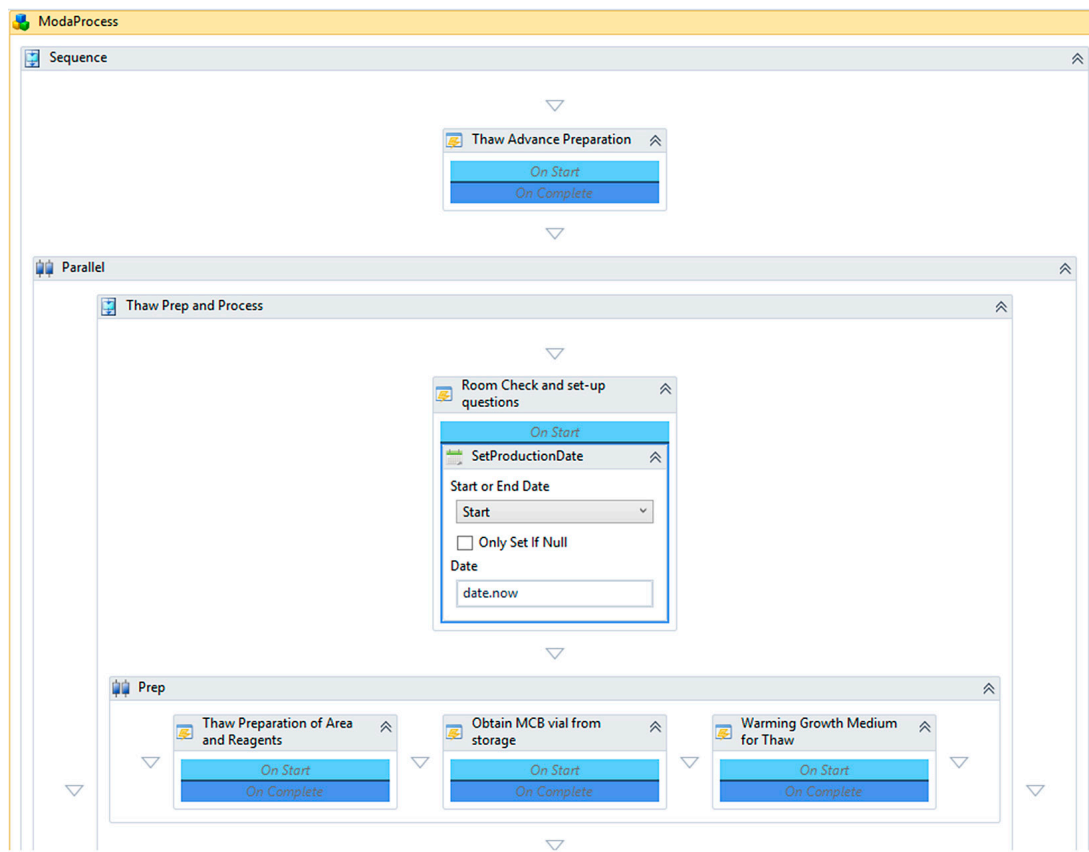 ModaProcess
Sequence
Thaw Advance Preparation
On Start
On Complete
Parallel
Thaw Prep and Process
Room Check and set-up
questions
On Start
SetProductionDate
Start or End Date
Start
Only Set If Null
Date
date.now
Prep
Thaw Preparation of Area
and Reagents
On Start
On Complete
Obtain MCB vial from
storage
On Start
On Complete
Warming Growth Medium
for Thaw
On Start
On Complete